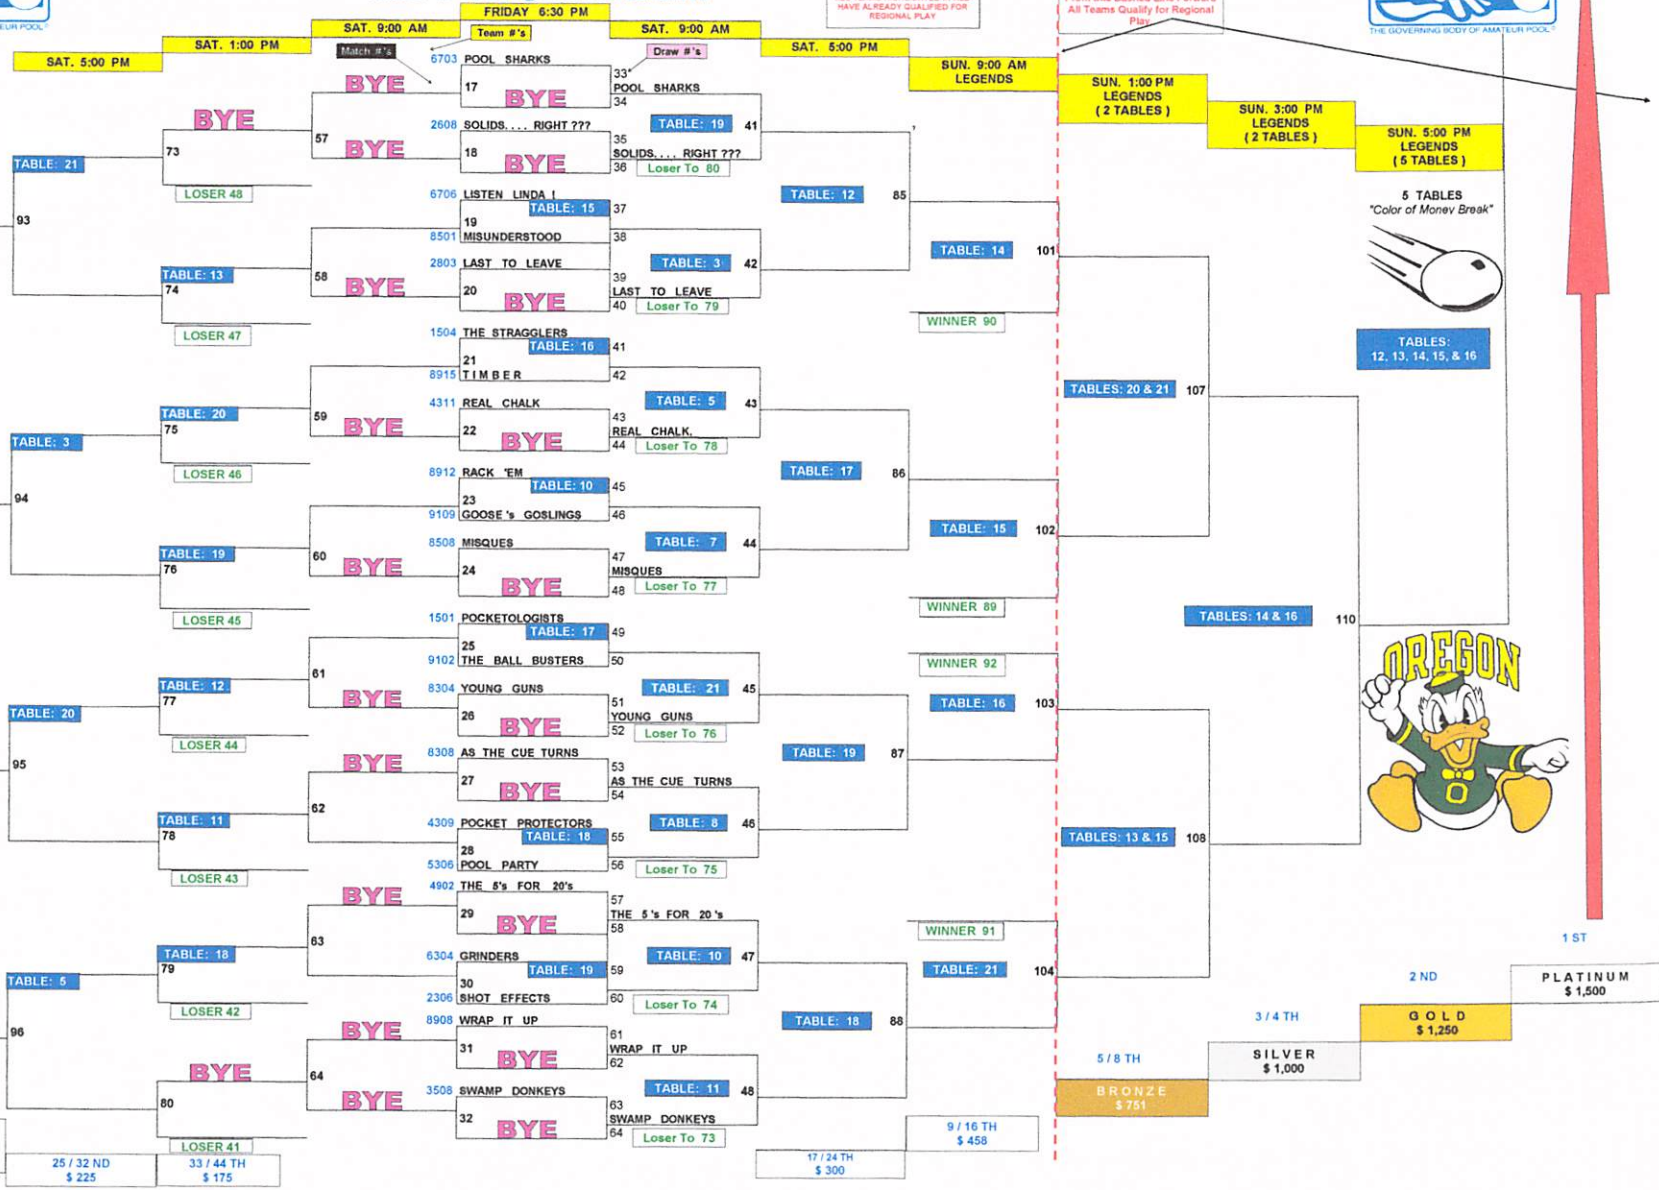 EUR POOL®
FRIDAY 6:30 PM
HAVE ALREADY QUALIFIED FOR
REGIONAL PLAY
All Teams Qualify for Regional
Play
THE GOVERNING BODY OF AMATEUR POOL®
SAT. 5:00 PM
SAT. 1:00 PM
SAT. 9:00 AM
Team #'s
SAT. 9:00 AM
SAT. 5:00 PM
Match #'s
Draw #'s
SUN. 9:00 AM
LEGENDS
SUN. 1:00 PM
LEGENDS
( 2 TABLES )
SUN. 3:00 PM
LEGENDS
( 2 TABLES )
SUN. 5:00 PM
LEGENDS
( 5 TABLES )
5 TABLES
"Color of Money Break"
TABLES:
12, 13, 14, 15, & 16
6703 POOL SHARKS
BYE
17
BYE
33
POOL SHARKS
34
BYE
2608 SOLIDS.... RIGHT ???
TABLE: 19 41
57
73
BYE
18
BYE
35
SOLIDS.... RIGHT ???
36 Loser To 80
TABLE: 21
LOSER 48
93
6706 LISTEN LINDA !
TABLE: 15 37
19
8501 MISUNDERSTOOD
38
TABLE: 12 85
2803 LAST TO LEAVE
TABLE: 3 42
TABLE: 14 101
TABLE: 13
74
58
BYE
20
BYE
39
LAST TO LEAVE
40 Loser To 79
LOSER 47
WINNER 90
1504 THE STRAGGLERS
TABLE: 16 41
21
8915 TIMBER
42
TABLES: 20 & 21 107
4311 REAL CHALK
TABLE: 5 43
TABLE: 20
75
59
BYE
22
BYE
43
REAL CHALK.
44 Loser To 78
TABLE: 3
LOSER 46
94
8912 RACK 'EM
TABLE: 10 45
23
9109 GOOSE's GOSLINGS
46
TABLE: 17 86
8508 MISQUES
TABLE: 7 44
TABLE: 15 102
TABLE: 19
76
60
BYE
24
BYE
47
MISQUES
48 Loser To 77
LOSER 45
WINNER 89
1501 POCKETOLOGISTS
TABLE: 17 49
25
9102 THE BALL BUSTERS
50
TABLES: 14 & 16 110
WINNER 92
8304 YOUNG GUNS
TABLE: 21 45
TABLE: 16 103
TABLE: 12
77
61
BYE
26
BYE
51
YOUNG GUNS
52 Loser To 76
TABLE: 20
LOSER 44
95
OREGON
O
BYE
8308 AS THE CUE TURNS
27
BYE
53
AS THE CUE TURNS
54
TABLE: 19 87
TABLE: 11
78
62
4309 POCKET PROTECTORS
TABLE: 18 55
28
5306 POOL PARTY
56 Loser To 75
TABLE: 8 46
LOSER 43
TABLES: 13 & 15 108
BYE
4902 THE 5's FOR 20's
29
BYE
57
THE 5's FOR 20's
58
WINNER 91
TABLE: 18
79
63
6304 GRINDERS
TABLE: 19 59
30
2306 SHOT EFFECTS
60 Loser To 74
TABLE: 10 47
TABLE: 21 104
TABLE: 5
LOSER 42
96
BYE
8908 WRAP IT UP
31
BYE
61
WRAP IT UP
62
TABLE: 18 88
BYE
80
64
BYE
3508 SWAMP DONKEYS
32
BYE
63
SWAMP DONKEYS
64 Loser To 73
TABLE: 11 48
LOSER 41
1 ST
PLATINUM
$ 1,500
2 ND
GOLD
$ 1,250
3 / 4 TH
SILVER
$ 1,000
5 / 8 TH
BRONZE
$ 751
9 / 16 TH
$ 458
17 / 24 TH
$ 300
25 / 32 ND
$ 225
33 / 44 TH
$ 175